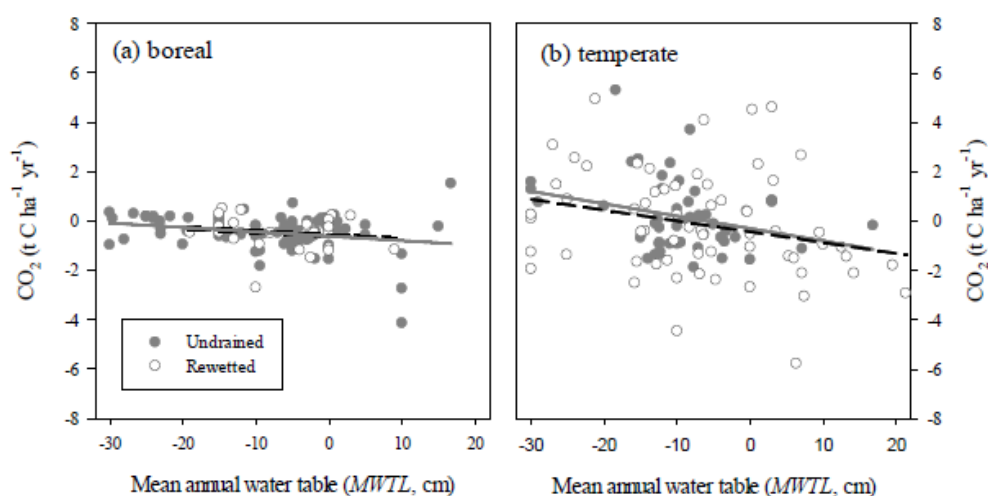 (a) boreal
(b) temperate
8
6
4
2
0
-2
-4
-6
-8
CO2 (t C ha-1 yr-1)
Undrained
Rewetted
8
6
4
2
0
-2
-4
-6
-8
CO2 (t C ha-1 yr-1)
-30 -20 -10 0 10 20
-30 -20 -10 0 10 20
Mean annual water table (MWTL, cm)
Mean annual water table (MWTL, cm)